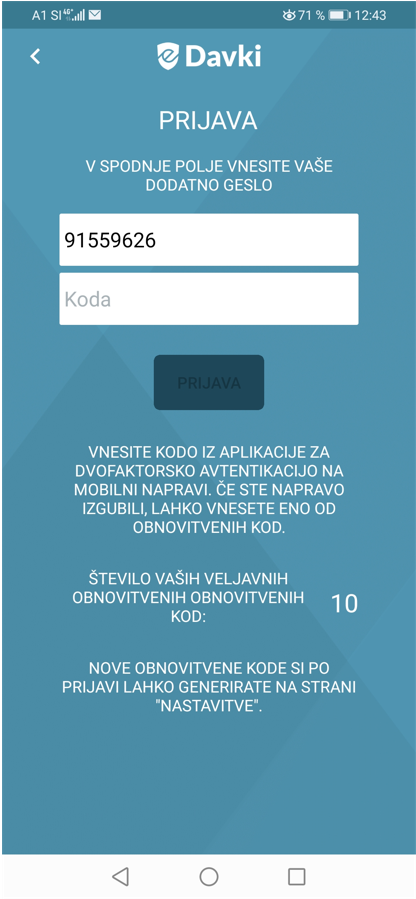 A1 SI 4G+ 71 % 12:43
eDavki
PRIJAVA
V SPODNJE POLJE VNESITE VAŠE
DODATNO GESLO
91559626
Koda
PRIJAVA
VNESITE KODO IZ APLIKACIJE ZA
DVOFAKTORSKO AVTENTIKACIJO NA
MOBILNI NAPRAVI. ČE STE NAPRAVO
IZGUBILI, LAHKO VNESETE ENO OD
OBNOVITVENIH KOD.
ŠTEVILO VAŠIH VELJAVNIH
OBNOVITVENIH OBNOVITVENIH
KOD:
10
NOVE OBNOVITVENE KODE SI PO
PRIJAVI LAHKO GENERIRATE NA STRANI
"NASTAVITVE".